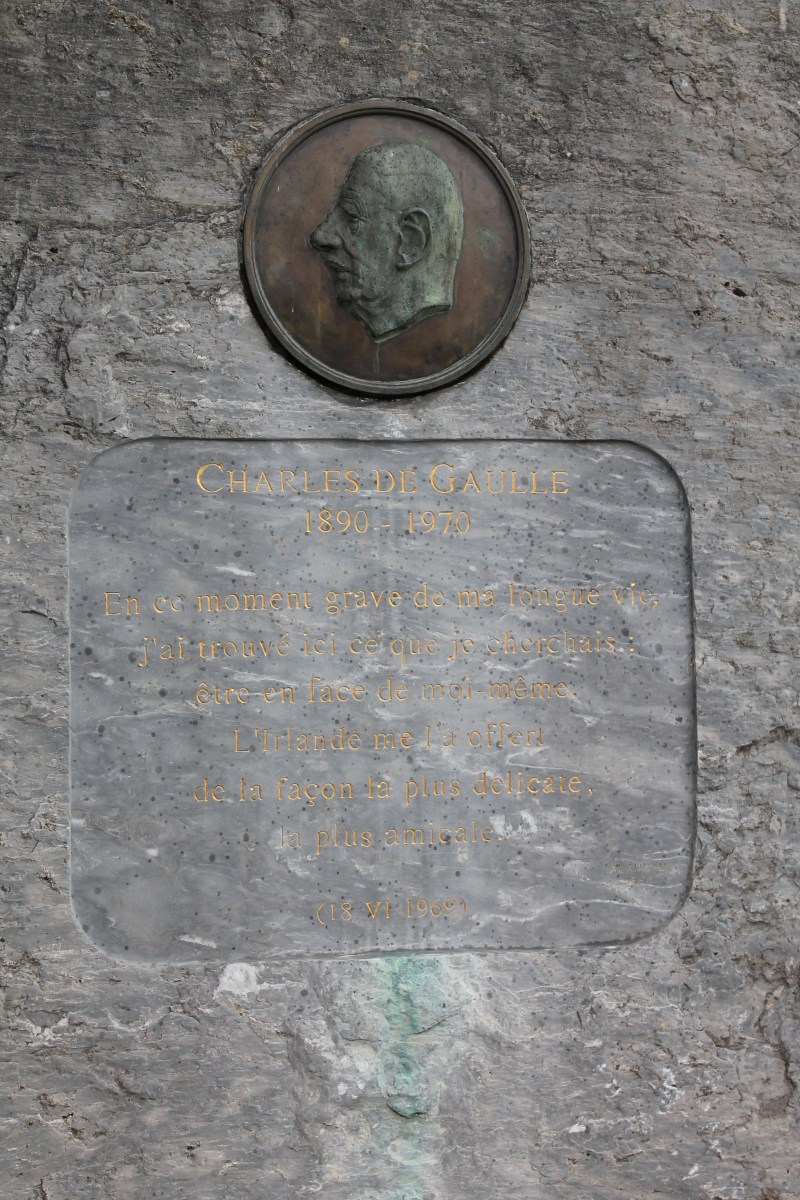 CHARLES DE GAULLE
1890 - 1970
En ce moment grave de ma longue vie,
j'ai trouvé ici ce que je cherchais :
être en face de moi-même.
L'Irlande me l'a offert
de la façon la plus délicate,
la plus amicale.
(18 VI 1969)